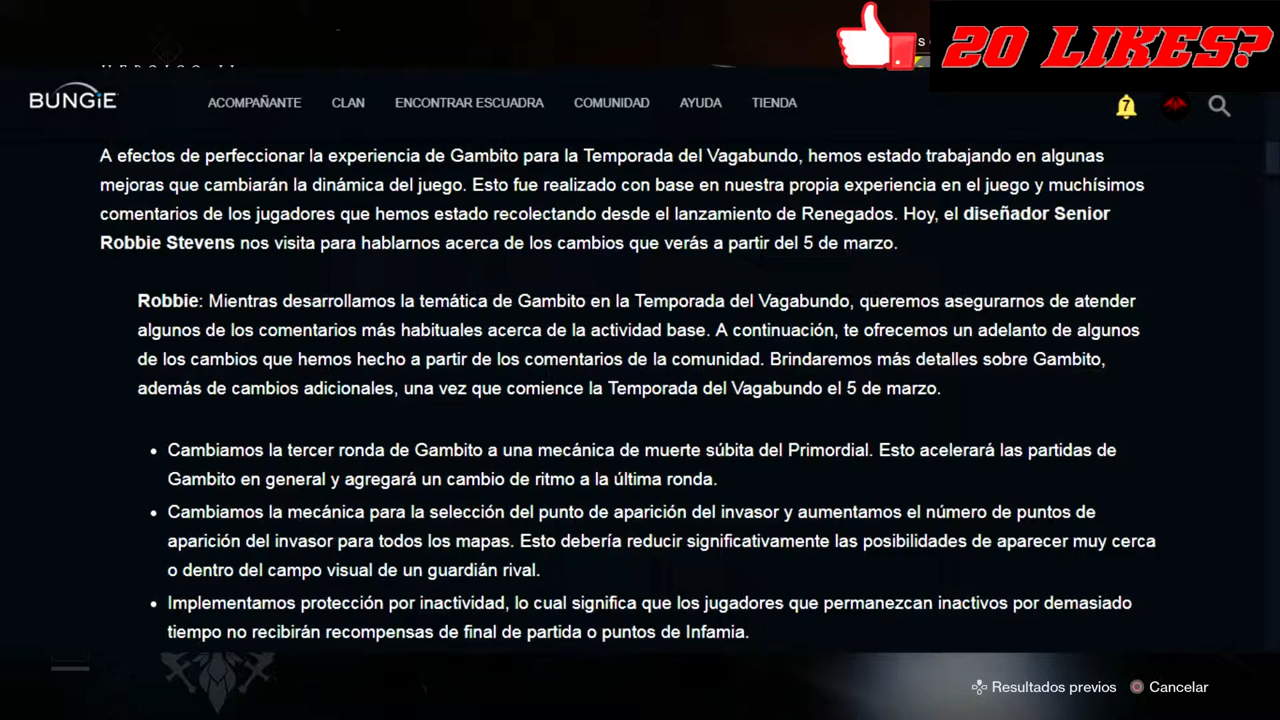 20 LIKES?
BUNGiE
ACOMPAÑANTE CLAN ENCONTRAR ESCUADRA COMUNIDAD AYUDA TIENDA
7
A efectos de perfeccionar la experiencia de Gambito para la Temporada del Vagabundo, hemos estado trabajando en algunas
mejoras que cambiarán la dinámica del juego. Esto fue realizado con base en nuestra propia experiencia en el juego y muchísimos
comentarios de los jugadores que hemos estado recolectando desde el lanzamiento de Renegados. Hoy, el diseñador Senior
Robbie Stevens nos visita para hablarnos acerca de los cambios que verás a partir del 5 de marzo.
Robbie: Mientras desarrollamos la temática de Gambito en la Temporada del Vagabundo, queremos asegurarnos de atender
algunos de los comentarios más habituales acerca de la actividad base. A continuación, te ofrecemos un adelanto de algunos
de los cambios que hemos hecho a partir de los comentarios de la comunidad. Brindaremos más detalles sobre Gambito,
además de cambios adicionales, una vez que comience la Temporada del Vagabundo el 5 de marzo.
• Cambiamos la tercer ronda de Gambito a una mecánica de muerte súbita del Primordial. Esto acelerará las partidas de
Gambito en general y agregará un cambio de ritmo a la última ronda.
• Cambiamos la mecánica para la selección del punto de aparición del invasor y aumentamos el número de puntos de
aparición del invasor para todos los mapas. Esto debería reducir significativamente las posibilidades de aparecer muy cerca
o dentro del campo visual de un guardián rival.
• Implementamos protección por inactividad, lo cual significa que los jugadores que permanezcan inactivos por demasiado
tiempo no recibirán recompensas de final de partida o puntos de Infamia.
Resultados previos Cancelar